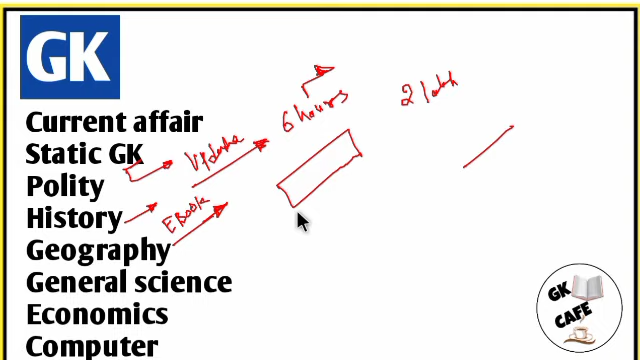 GK
Current affair
Static GK
Polity
History
Geography
General science
Economics
Computer
6 hours
2 lakh
EBook
GK
CAFE